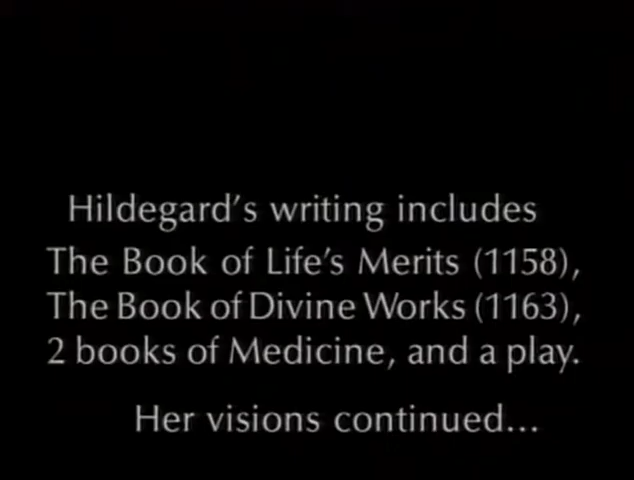 Hildegard's writing includes
The Book of Life's Merits (1158),
The Book of Divine Works (1163),
2 books of Medicine, and a play.
Her visions continued...